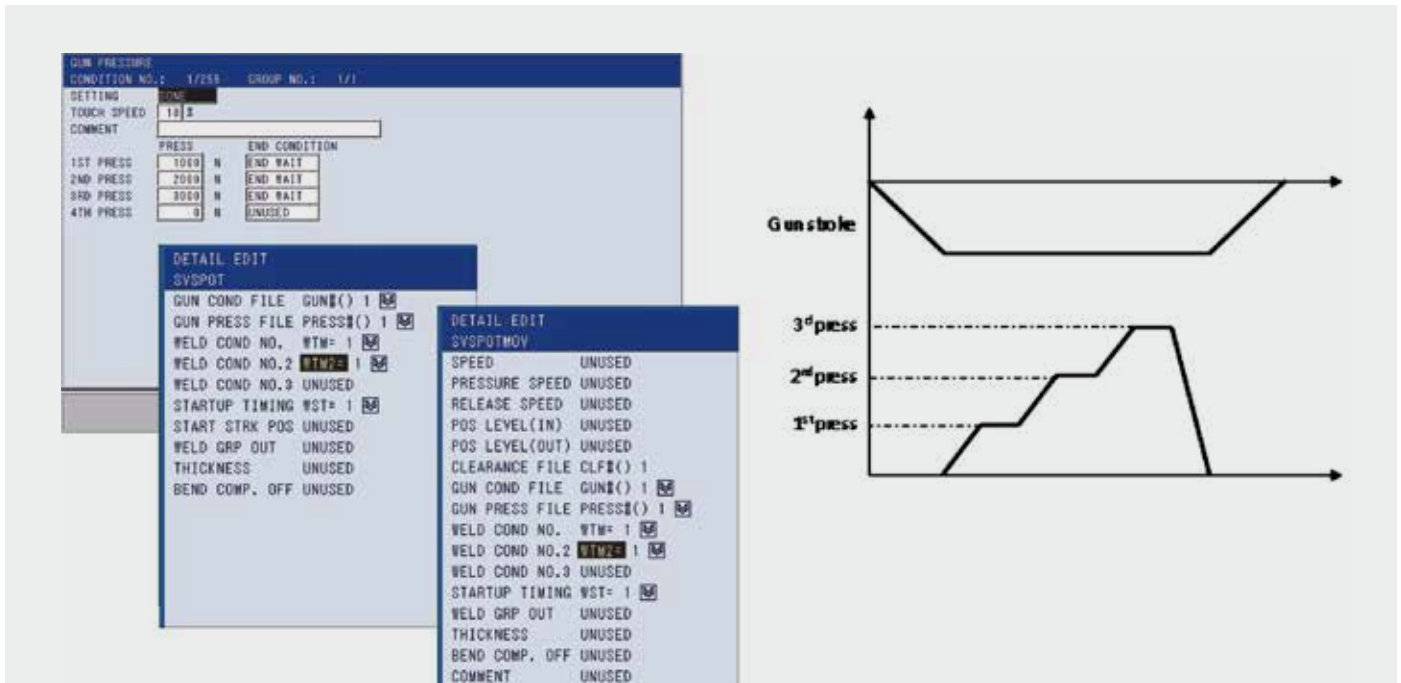 GUN PRESSURE
CONDITION NO.: 1/255 GROUP NO.: 1/1
SETTING DONE
TOUCH SPEED 10 %
COMMENT
PRESS END CONDITION
1ST PRESS 1000 N END WAIT
2ND PRESS 2000 N END WAIT
3RD PRESS 3000 N END WAIT
4TH PRESS 0 N UNUSED
DETAIL EDIT
SVSPOT
GUN COND FILE GUN#() 1
GUN PRESS FILE PRESS#() 1
WELD COND NO. WTM= 1
WELD COND NO.2 WTM2= 1
WELD COND NO.3 UNUSED
STARTUP TIMING WST= 1
START STRK POS UNUSED
WELD GRP OUT UNUSED
THICKNESS UNUSED
BEND COMP. OFF UNUSED
DETAIL EDIT
SVSPOTMOV
SPEED UNUSED
PRESSURE SPEED UNUSED
RELEASE SPEED UNUSED
POS LEVEL(IN) UNUSED
POS LEVEL(OUT) UNUSED
CLEARANCE FILE CLF#() 1
GUN COND FILE GUN#() 1
GUN PRESS FILE PRESS#() 1
WELD COND NO. WTM= 1
WELD COND NO.2 WTM2= 1
WELD COND NO.3 UNUSED
STARTUP TIMING WST= 1
WELD GRP OUT UNUSED
THICKNESS UNUSED
BEND COMP. OFF UNUSED
COMMENT UNUSED
Gun stroke
3rd press
2nd press
1st press